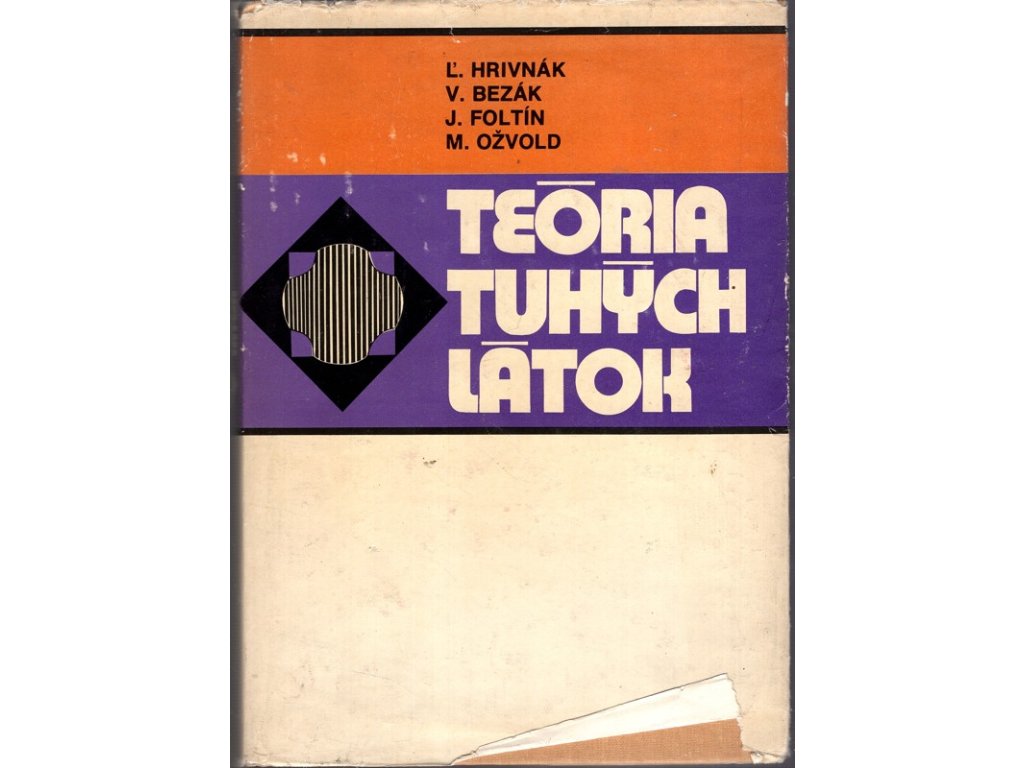 Ľ. HRIVNÁK
V. BEZÁK
J. FOLTÍN
M. OŽVOLD
TEÓRIA
TUHÝCH
LÁTOK